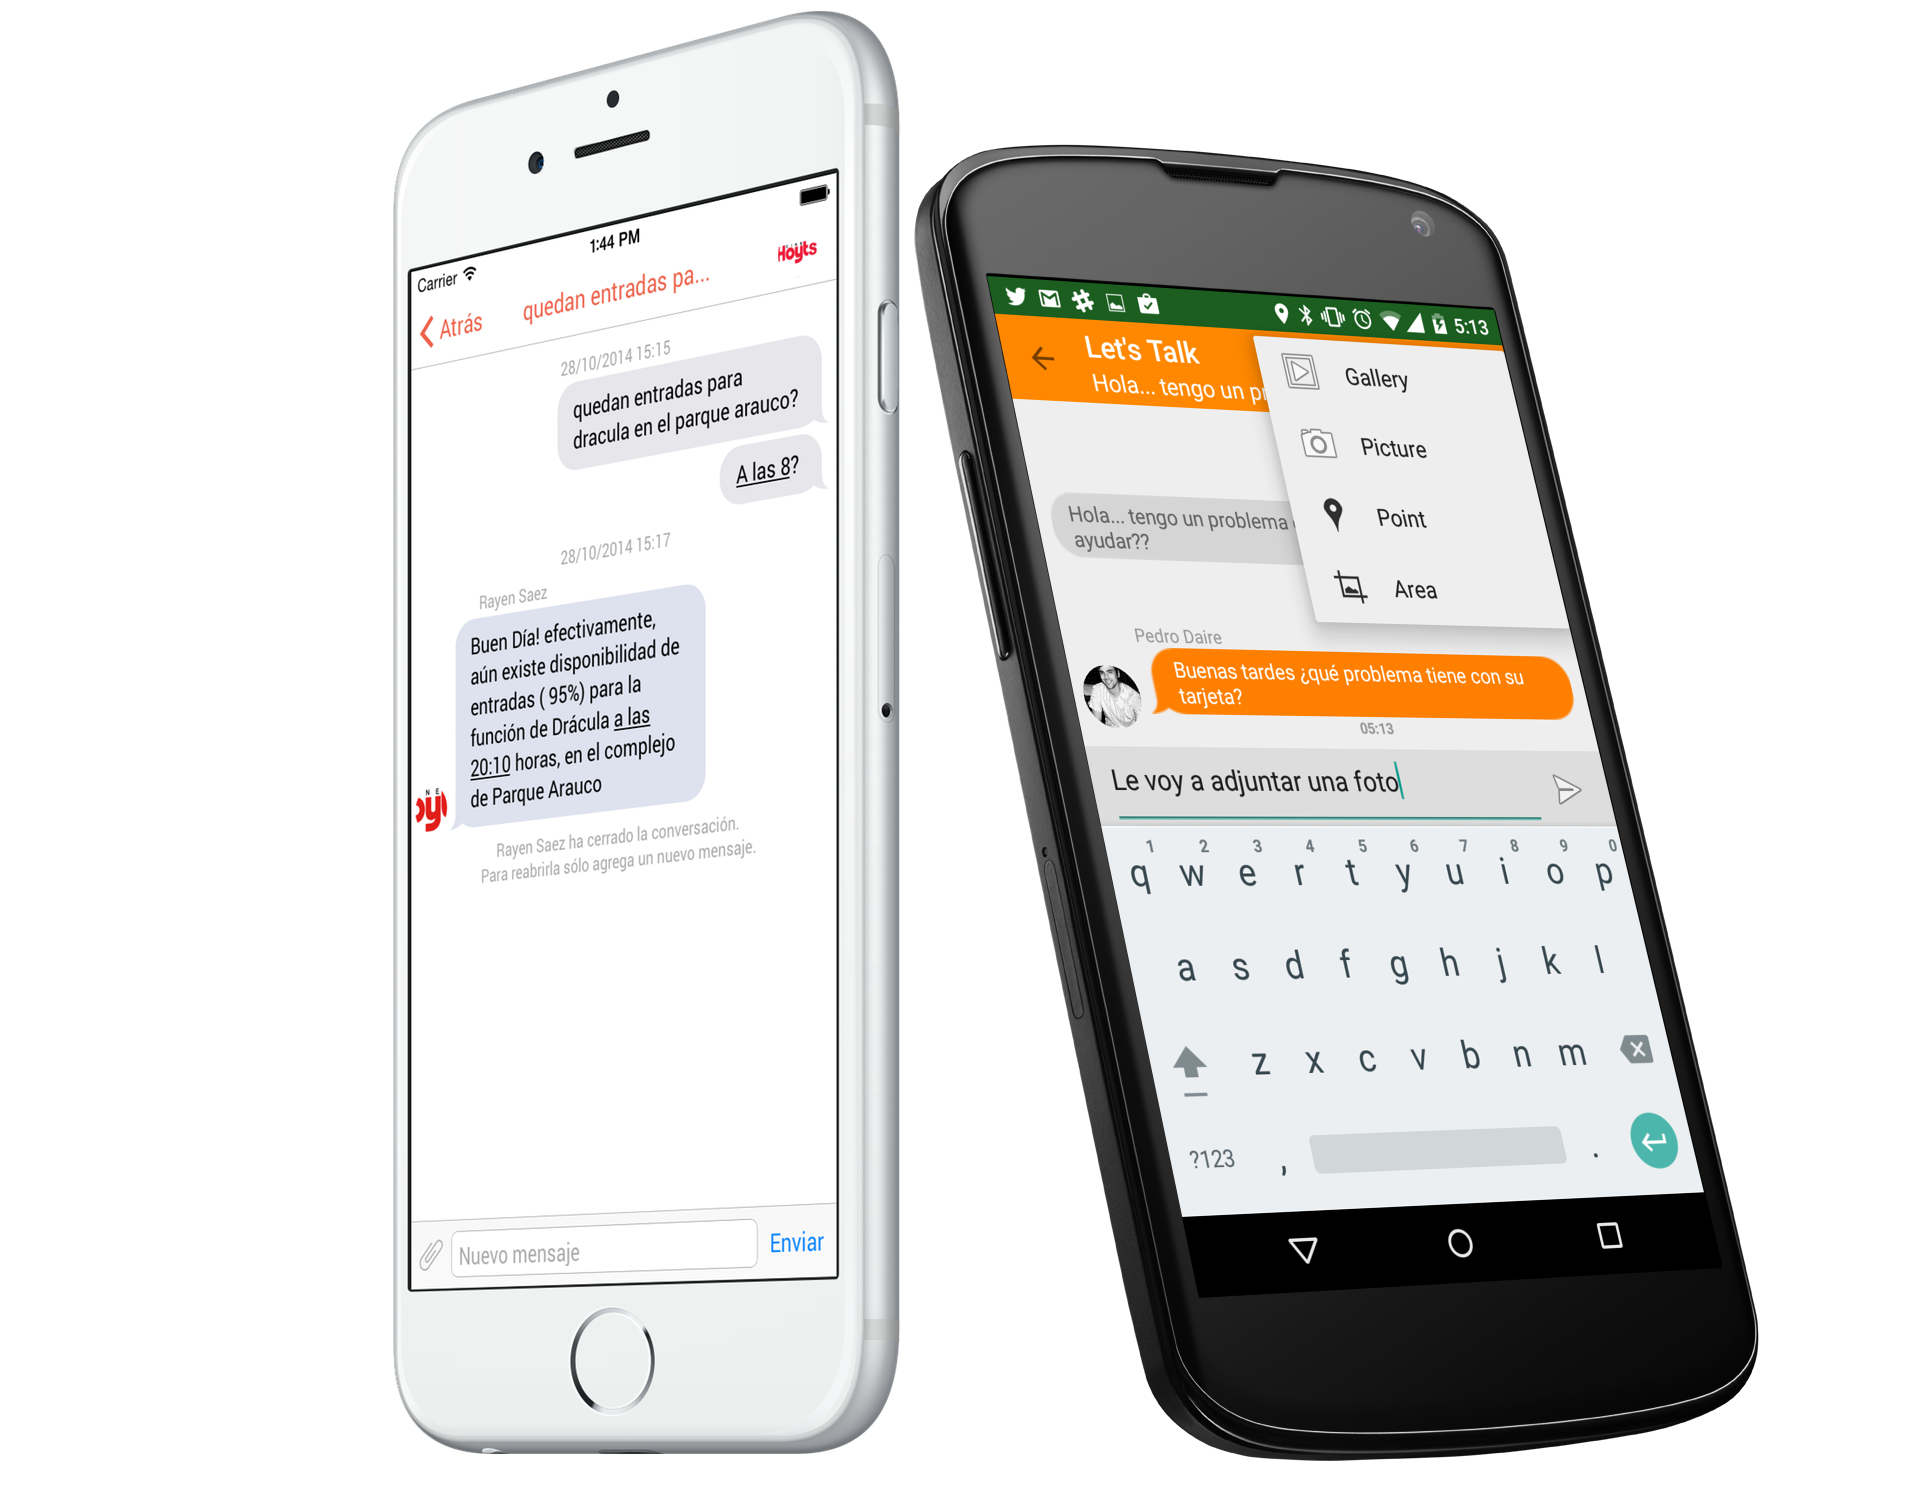 1:44 PM
Carrier
Atrás
quedan entradas pa...
Hoyts
28/10/2014 15:15
quedan entradas para
dracula en el parque arauco?
A las 8?
28/10/2014 15:17
Rayen Saez
Buen Día! efectivamente,
aún existe disponibilidad de
entradas ( 95%) para la
función de Drácula a las
20:10 horas, en el complejo
de Parque Arauco
N E
oy
Rayen Saez ha cerrado la conversación.
Para reabrirla sólo agrega un nuevo mensaje.
Nuevo mensaje
Enviar
5:13
Let's Talk
Hola... tengo un pr
Gallery
Picture
Point
Area
Hola... tengo un problema
ayudar??
Pedro Daire
Buenas tardes ¿qué problema tiene con su
tarjeta?
05:13
Le voy a adjuntar una foto
1 2 3 4 5 6 7 8 9 0
q w e r t y u i o p
a s d f g h j k l
z x c v b n m
?123 , .